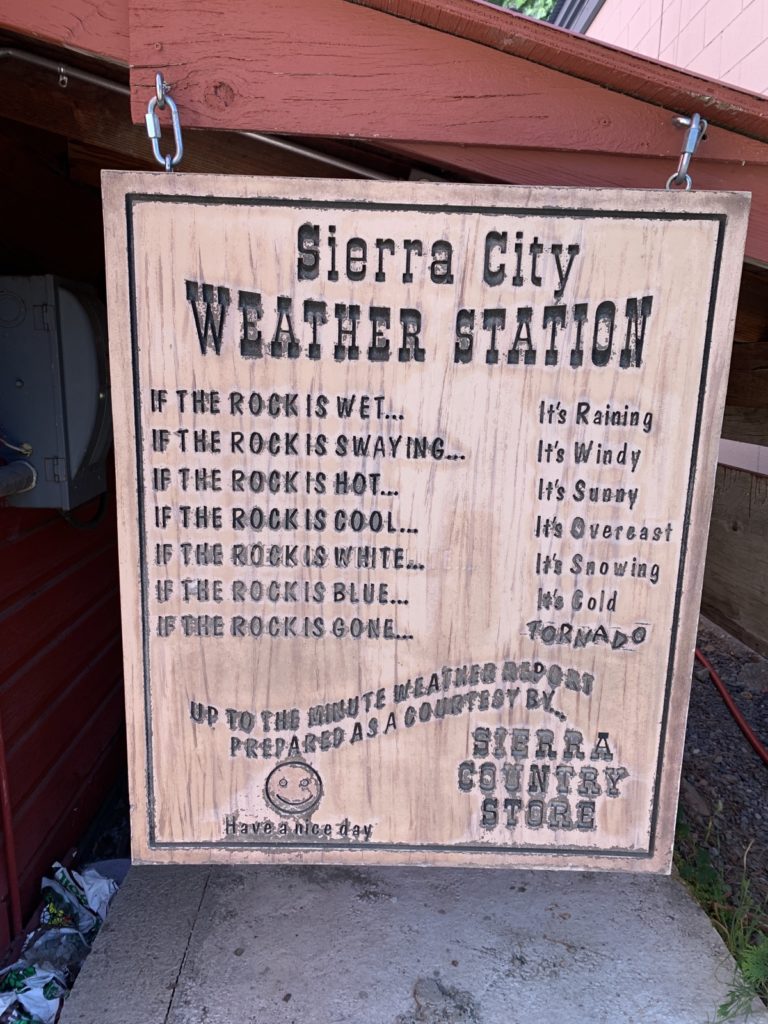 Sierra City
WEATHER STATION
IF THE ROCK IS WET... It's Raining
IF THE ROCK IS SWAYING... It's Windy
IF THE ROCK IS HOT... It's Sunny
IF THE ROCK IS COOL... It's Overcast
IF THE ROCK IS WHITE... It's Snowing
IF THE ROCK IS BLUE... It's Cold
IF THE ROCK IS GONE... TORNADO
UP TO THE MINUTE WEATHER REPORT
PREPARED AS A COURTESY BY...
SIERRA
COUNTRY
STORE
Have a nice day